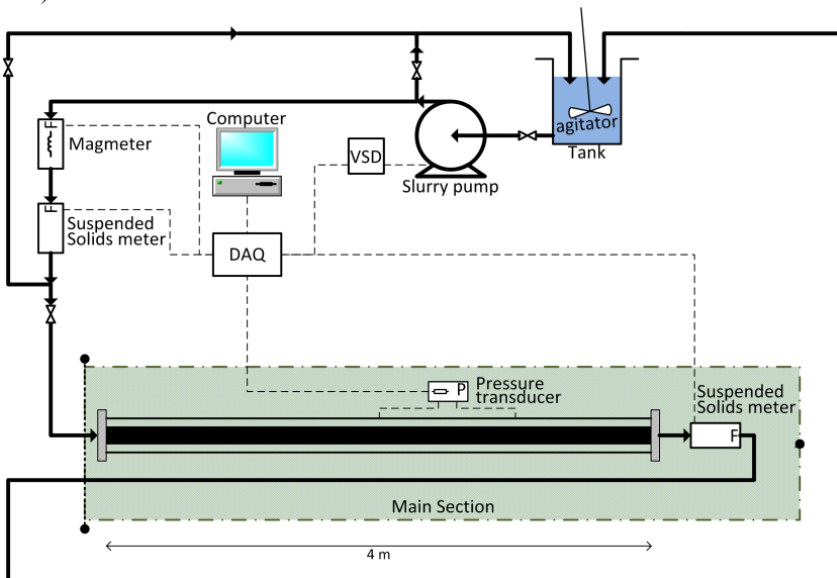 Computer
agitator
Tank
F
Magmeter
VSD
Slurry pump
F
Suspended
Solids meter
DAQ
P
Pressure
transducer
Suspended
Solids meter
F
Main Section
4 m